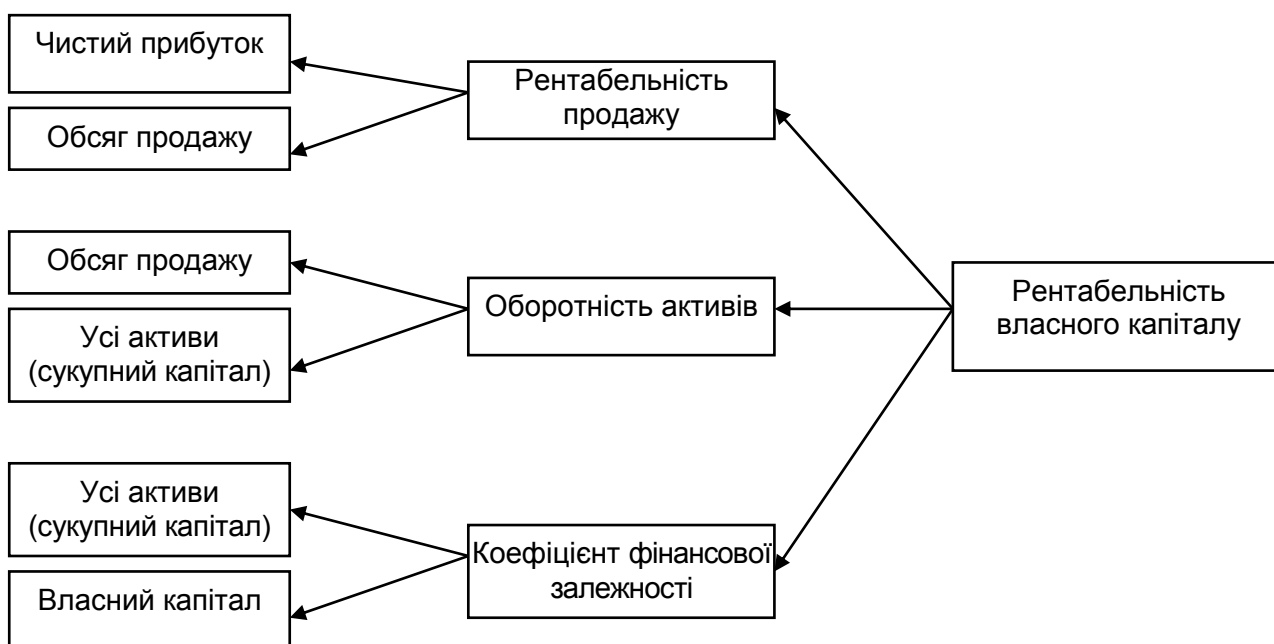 Чистий прибуток
Обсяг продажу
Рентабельність
продажу
Обсяг продажу
Усі активи
(сукупний капітал)
Оборотність активів
Рентабельність
власного капіталу
Усі активи
(сукупний капітал)
Власний капітал
Коефіцієнт фінансової
залежності